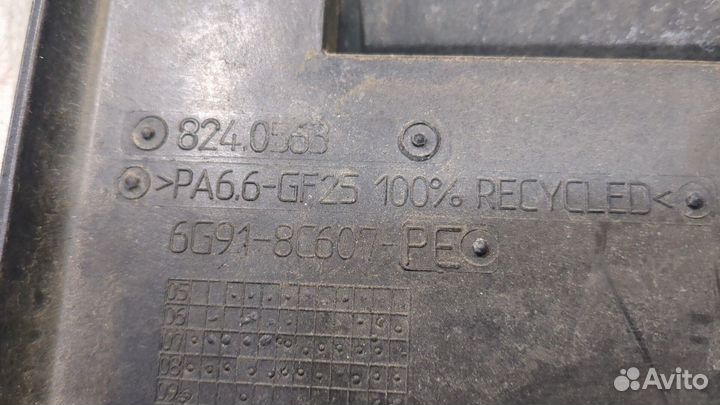 824.0563
>PA6.6-GF25 100% RECYCLED<
6G91-8C607-PE
05
06
07
08
09
Avito